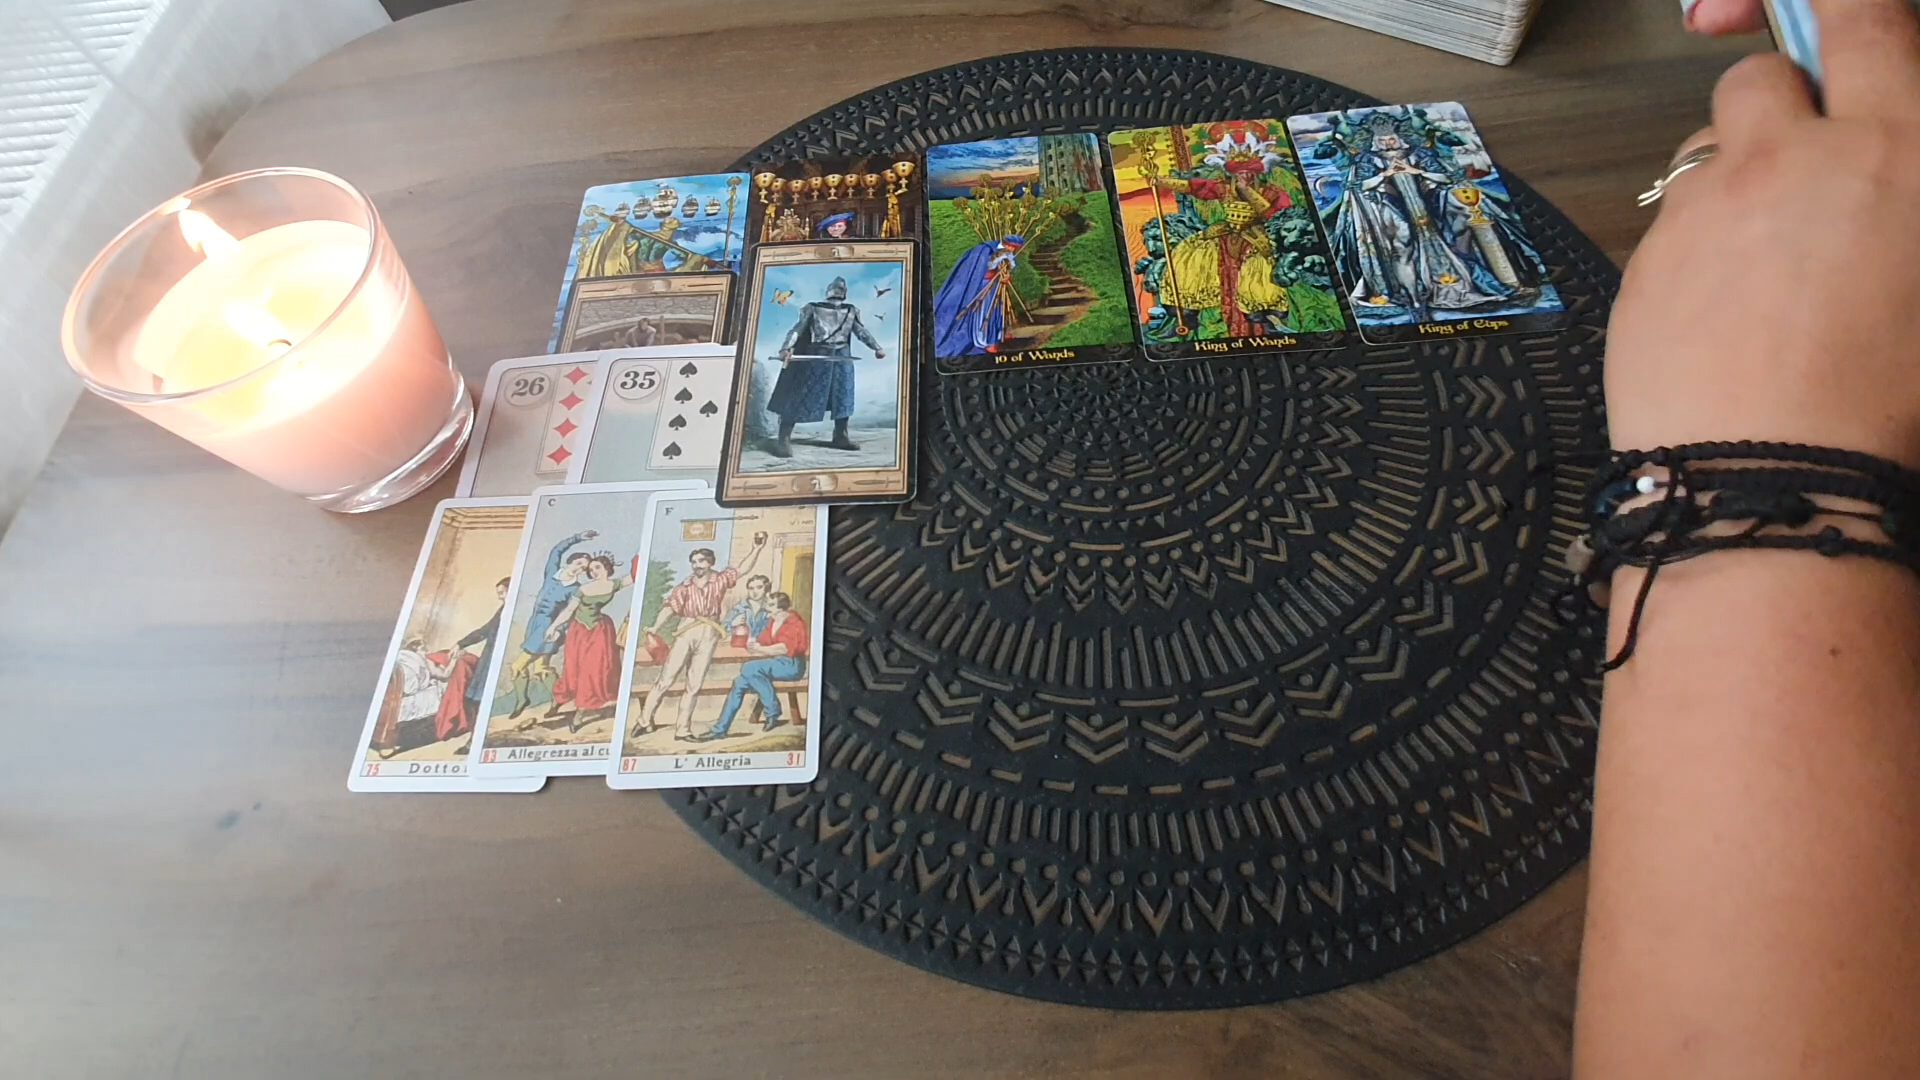 10 of Wands
King of Wands
King of Cups
26
35
C
F
75 Dotto
83 Allegrezza al cu
87 L' Allegria 31